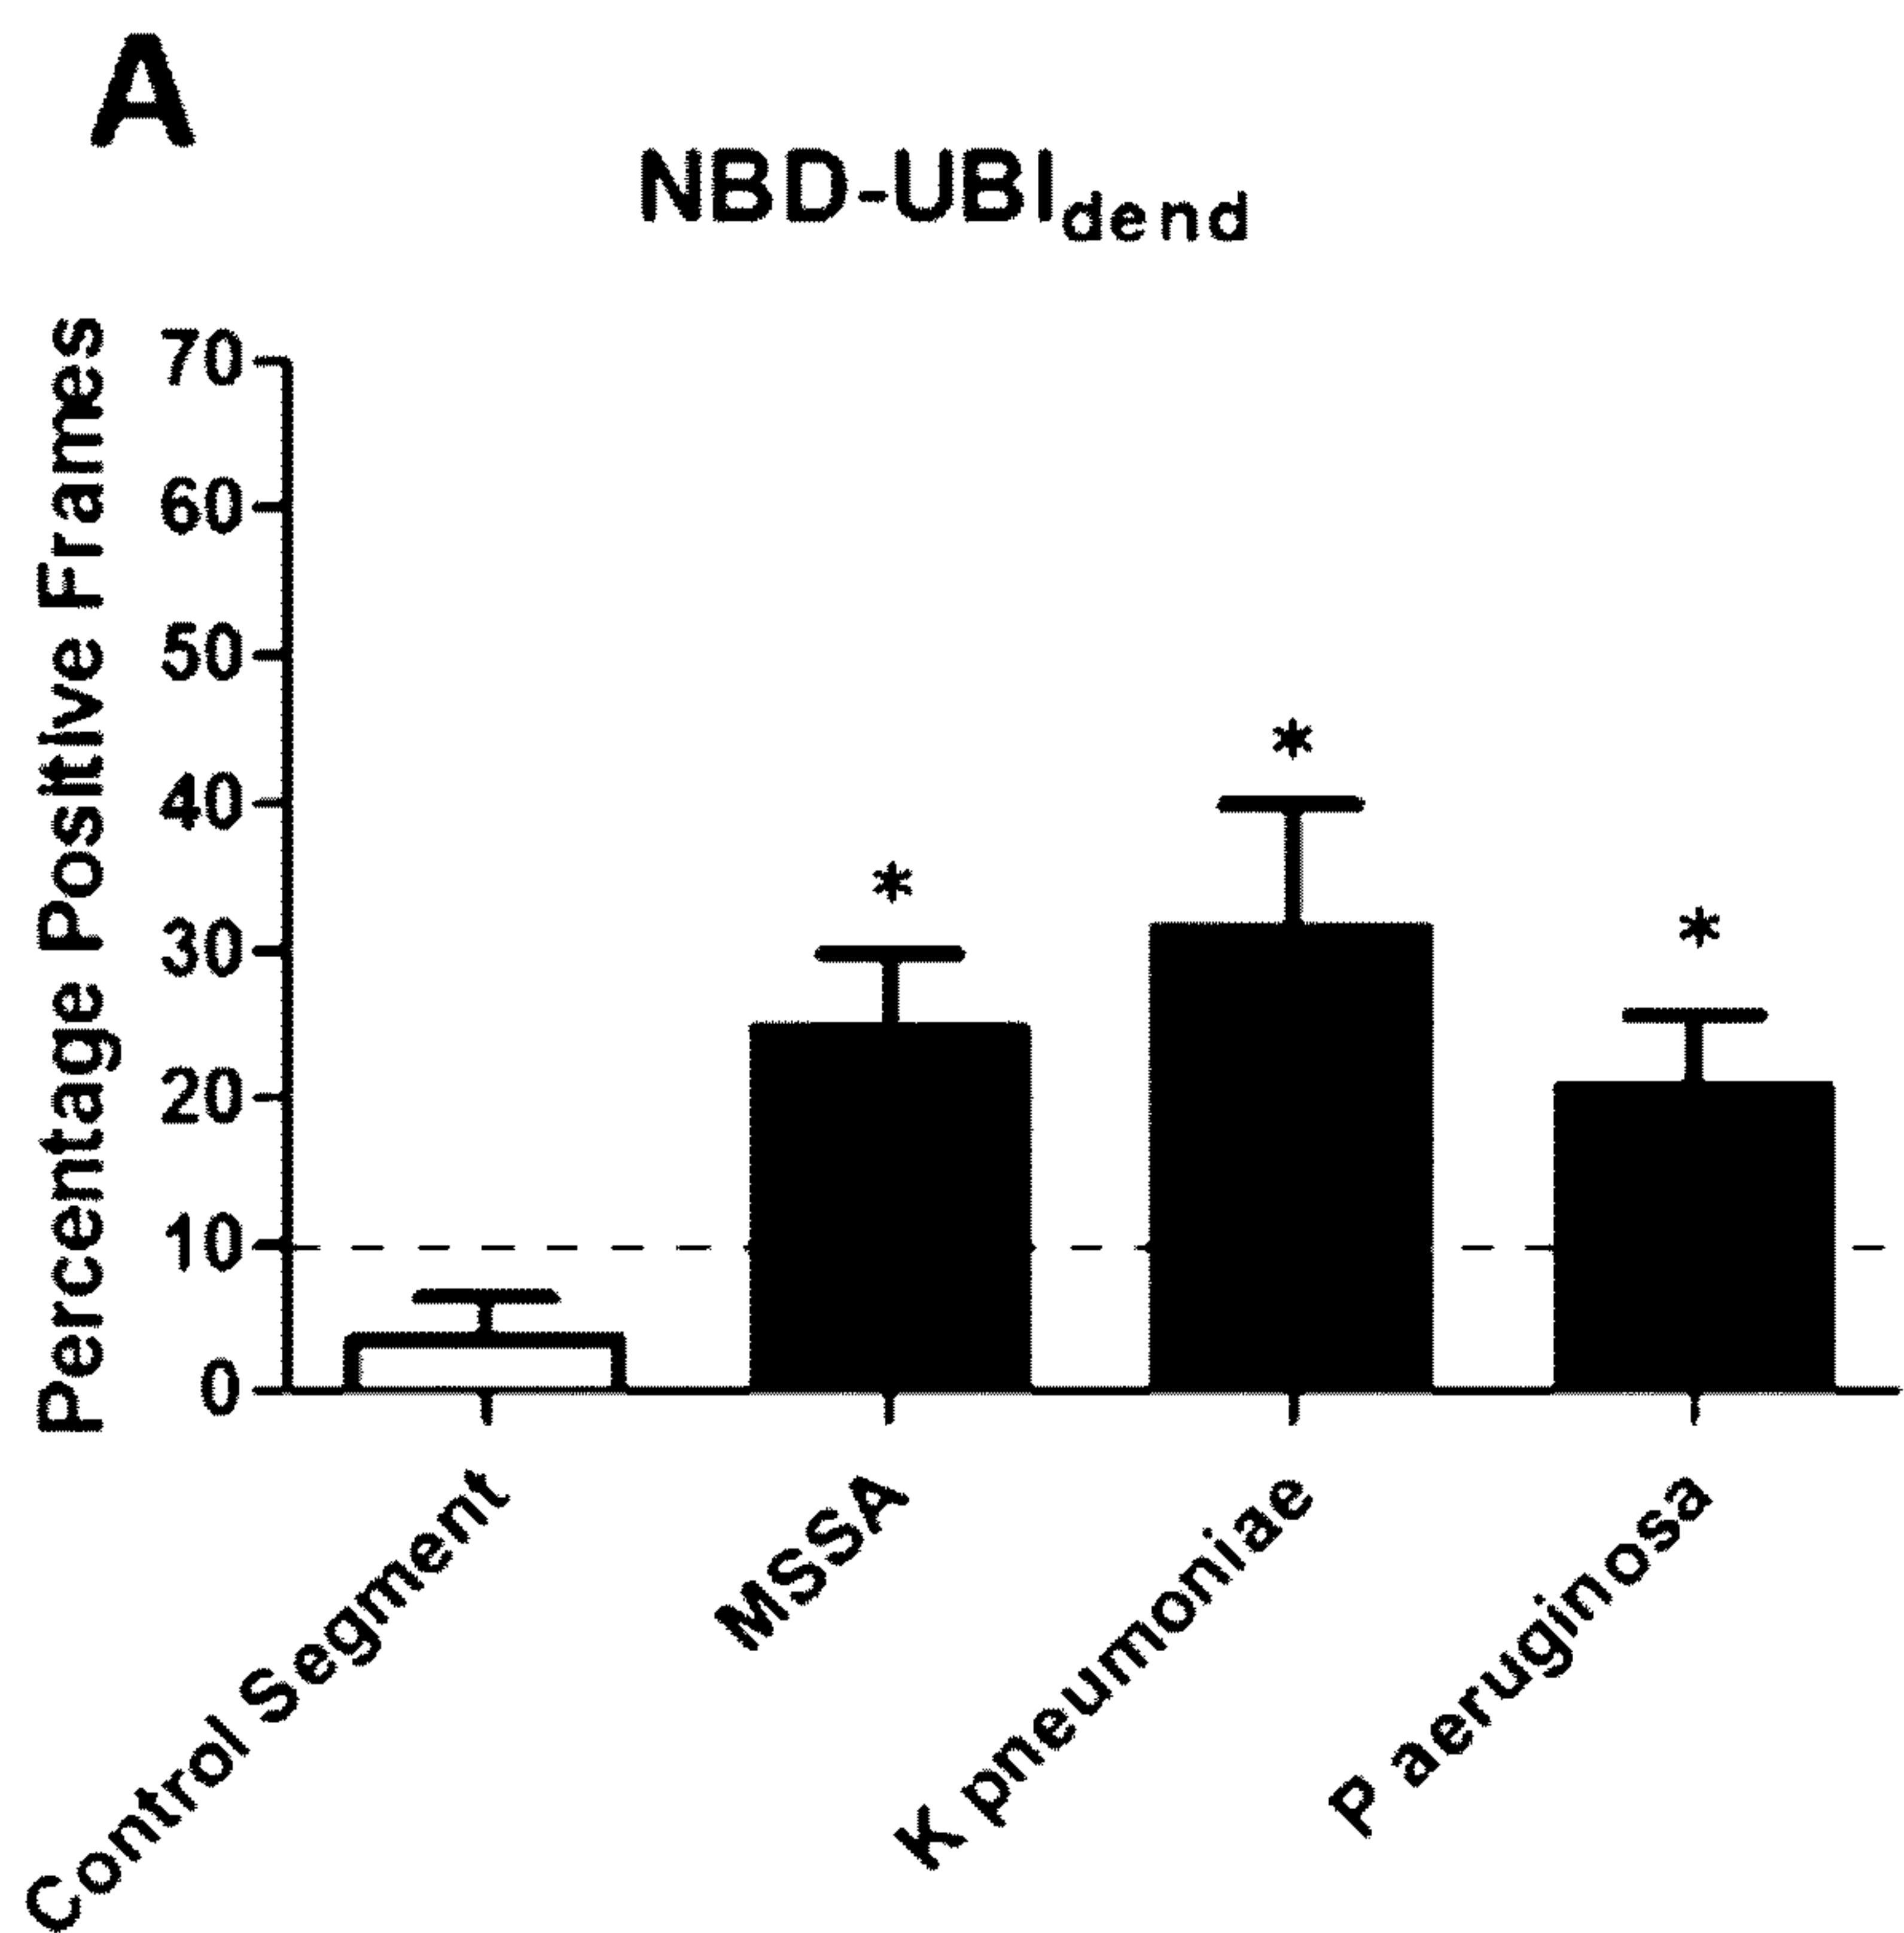 A
NBD-UBIdend
Percentage Positive Frames
70
60
50
40
30
20
10
0
*
*
*
Control Segment
MSSA
K pneumoniae
P aeruginosa